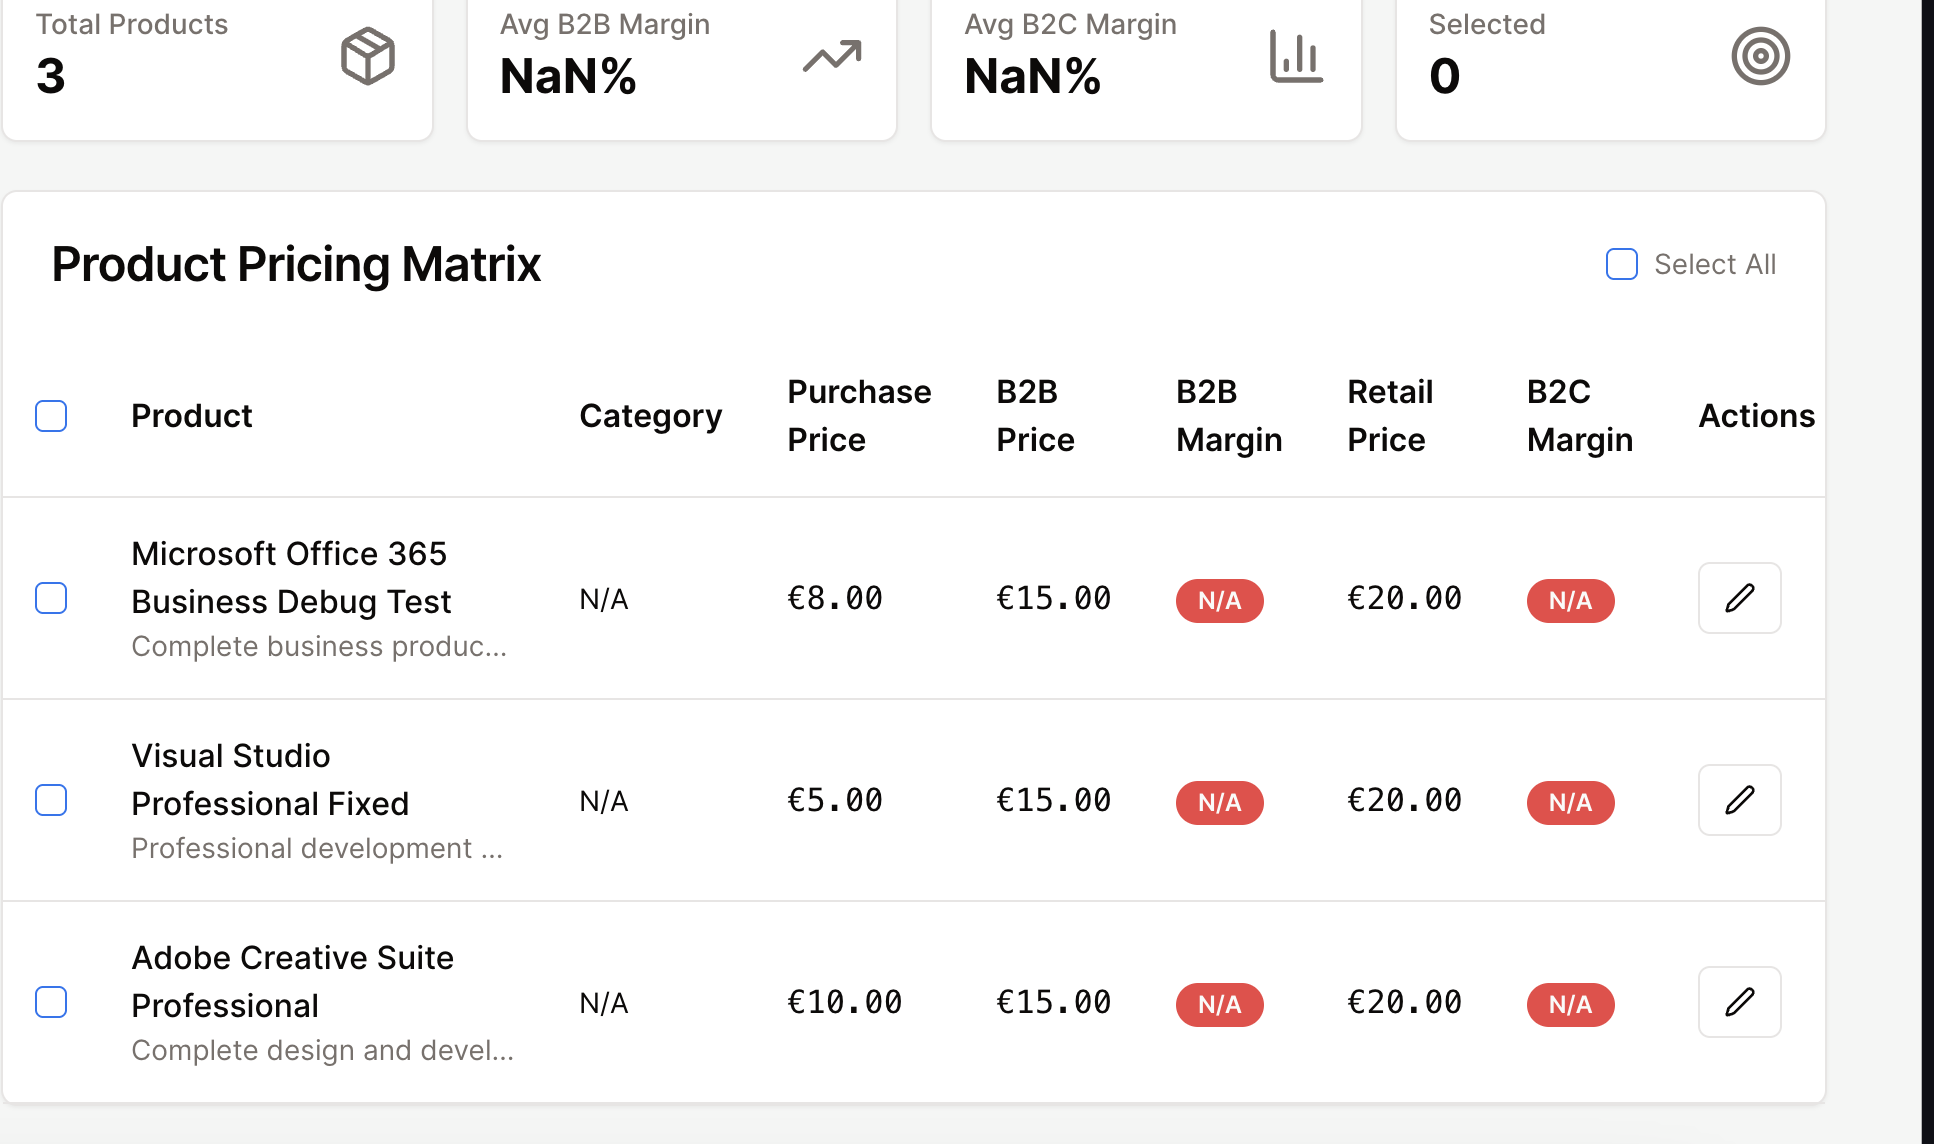 Total Products
3
Avg B2B Margin
NaN%
Avg B2C Margin
NaN%
Selected
0
Product Pricing Matrix
Select All
Product
Category
Purchase
Price
B2B
Price
B2B
Margin
Retail
Price
B2C
Margin
Actions
Microsoft Office 365
Business Debug Test
Complete business produc...
N/A
€8.00
€15.00
N/A
€20.00
N/A
Visual Studio
Professional Fixed
Professional development ...
N/A
€5.00
€15.00
N/A
€20.00
N/A
Adobe Creative Suite
Professional
Complete design and devel...
N/A
€10.00
€15.00
N/A
€20.00
N/A